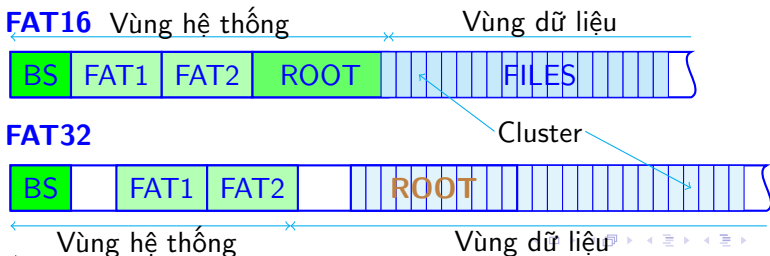 FAT16 Vùng hệ thống Vùng dữ liệu
BS FAT1 FAT2 ROOT FILES
Cluster
FAT32
BS FAT1 FAT2 ROOT
Vùng hệ thống Vùng dữ liệu